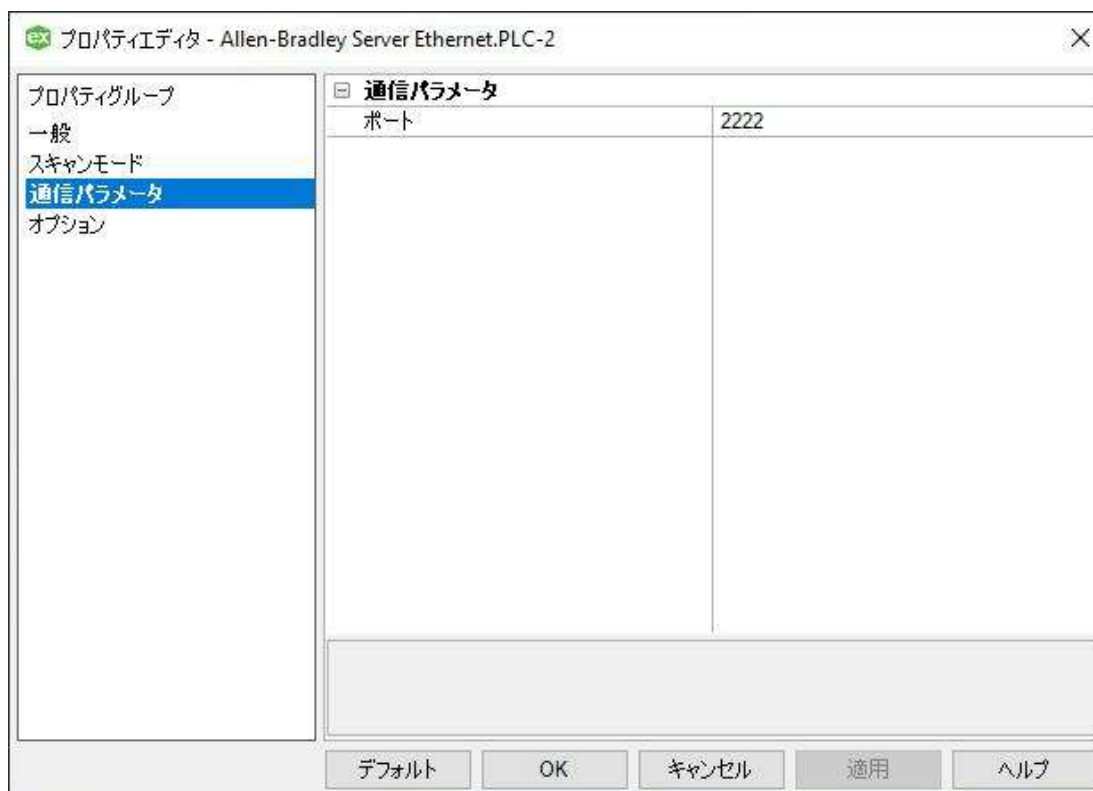 プロパティエディタ - Allen-Bradley Server Ethernet.PLC-2
プロパティグループ
一般
スキャンモード
通信パラメータ
オプション
通信パラメータ
ポート 2222
デフォルト OK キャンセル 適用 ヘルプ